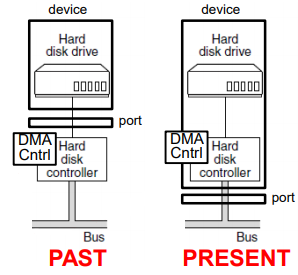 device
Hard
disk drive
port
DMA
Cntrl
Hard
disk
controller
Bus
PAST
device
Hard
disk drive
DMA
Cntrl
Hard
disk
controller
port
Bus
PRESENT